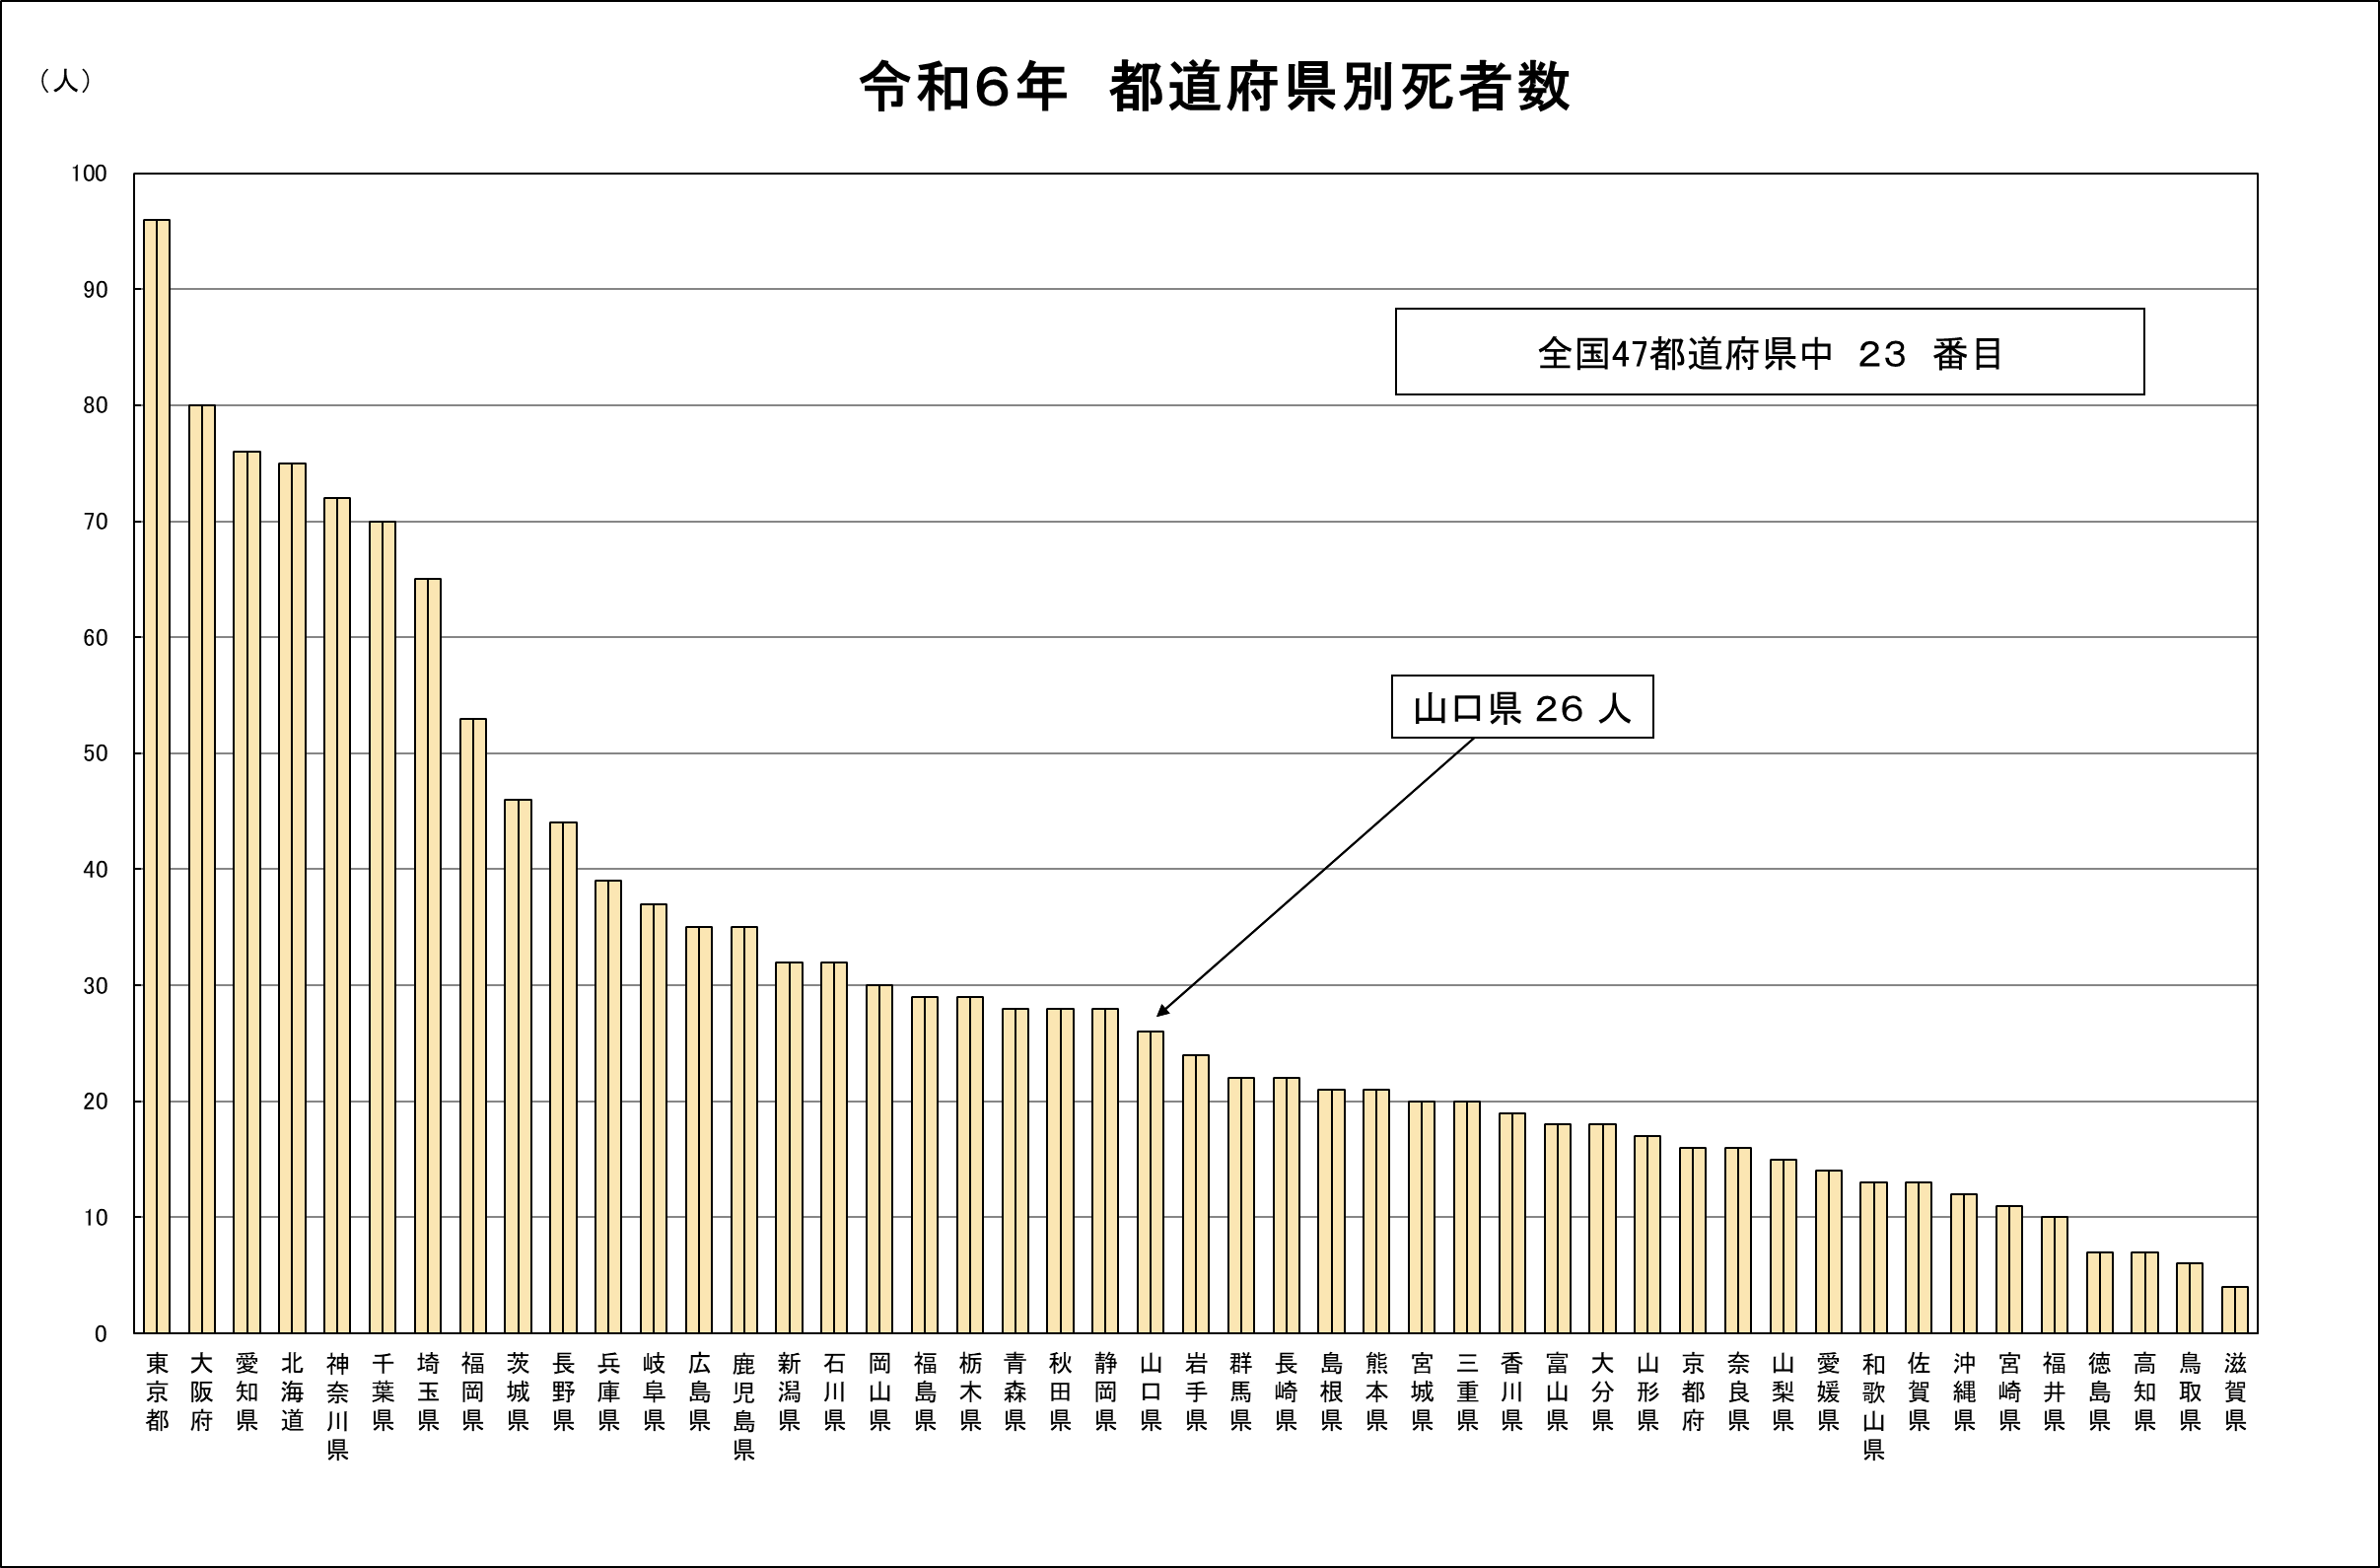 （人）
令和６年　都道府県別死者数
100
90
80
70
60
50
40
30
20
10
0
全国47都道府県中　２３　番目
山口県 ２６ 人
東京都
大阪府
愛知県
北海道
神奈川県
千葉県
埼玉県
福岡県
茨城県
長野県
兵庫県
岐阜県
広島県
鹿児島県
新潟県
石川県
岡山県
福島県
栃木県
青森県
秋田県
静岡県
山口県
岩手県
群馬県
長崎県
島根県
熊本県
宮城県
三重県
香川県
富山県
大分県
山形県
京都府
奈良県
山梨県
愛媛県
和歌山県
佐賀県
沖縄県
宮崎県
福井県
徳島県
高知県
鳥取県
滋賀県